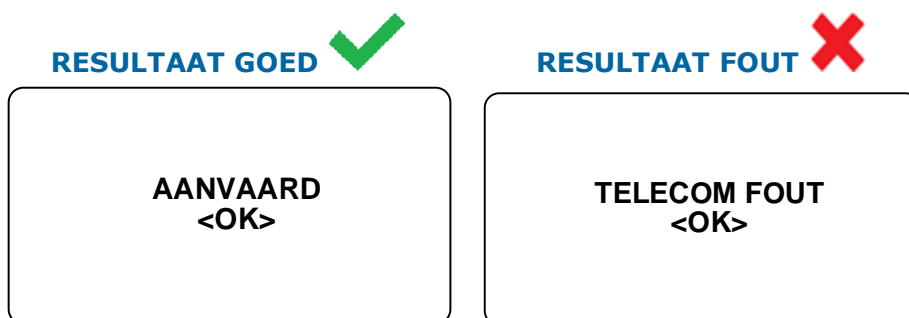 RESULTAAT GOED
AANVAARD
<OK>
RESULTAAT FOUT
TELECOM FOUT
<OK>